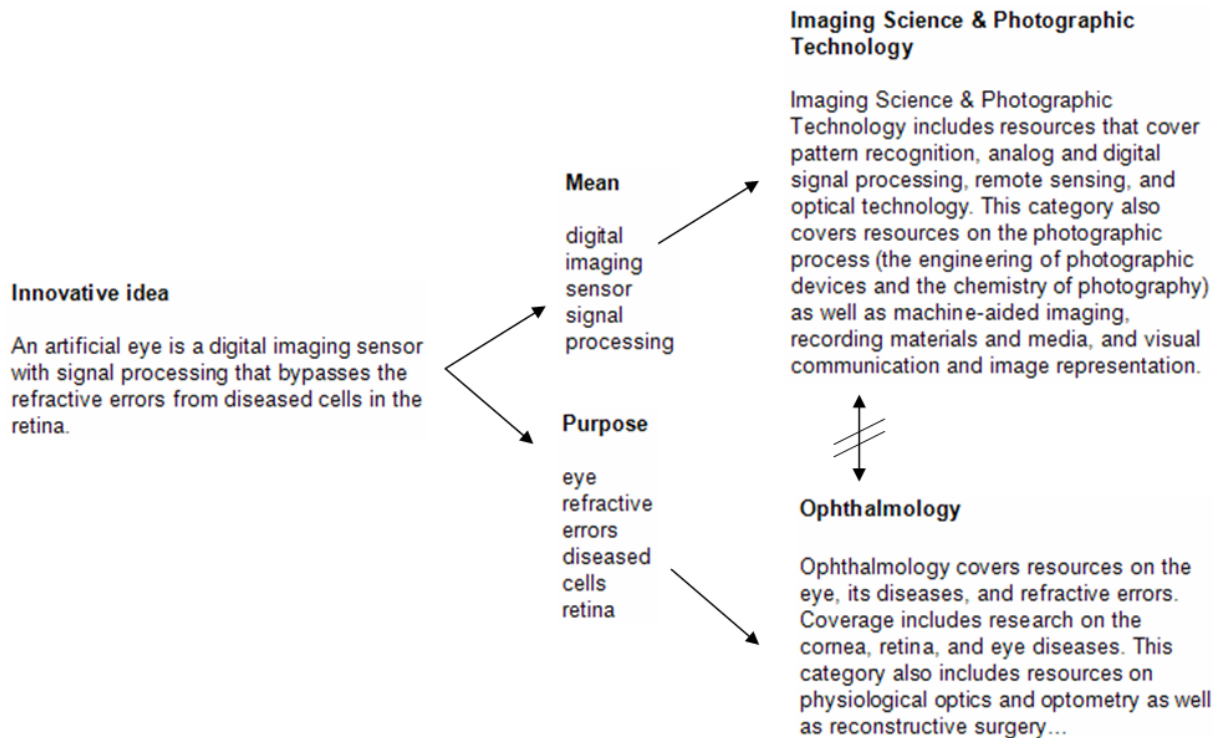 Innovative idea
An artificial eye is a digital imaging sensor
with signal processing that bypasses the
refractive errors from diseased cells in the
retina.
Mean
digital
imaging
sensor
signal
processing
Purpose
eye
refractive
errors
diseased
cells
retina
Imaging Science & Photographic
Technology
Imaging Science & Photographic
Technology includes resources that cover
pattern recognition, analog and digital
signal processing, remote sensing, and
optical technology. This category also
covers resources on the photographic
process (the engineering of photographic
devices and the chemistry of photography)
as well as machine-aided imaging,
recording materials and media, and visual
communication and image representation.
Ophthalmology
Ophthalmology covers resources on the
eye, its diseases, and refractive errors.
Coverage includes research on the
cornea, retina, and eye diseases. This
category also includes resources on
physiological optics and optometry as well
as reconstructive surgery…